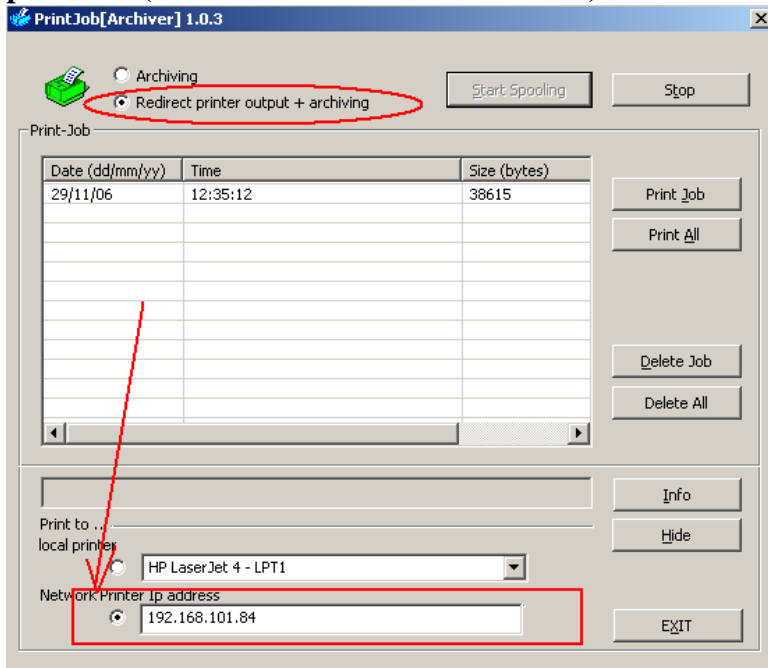 PrintJob[Archiver] 1.0.3
Archiving
Redirect printer output + archiving
Start Spooling
Stop
Print-Job
Date (dd/mm/yy) Time Size (bytes)
29/11/06 12:35:12 38615
Print Job
Print All
Delete Job
Delete All
Info
Print to ..
Hide
local printer
HP LaserJet 4 - LPT1
Network Printer Ip address
192.168.101.84
EXIT